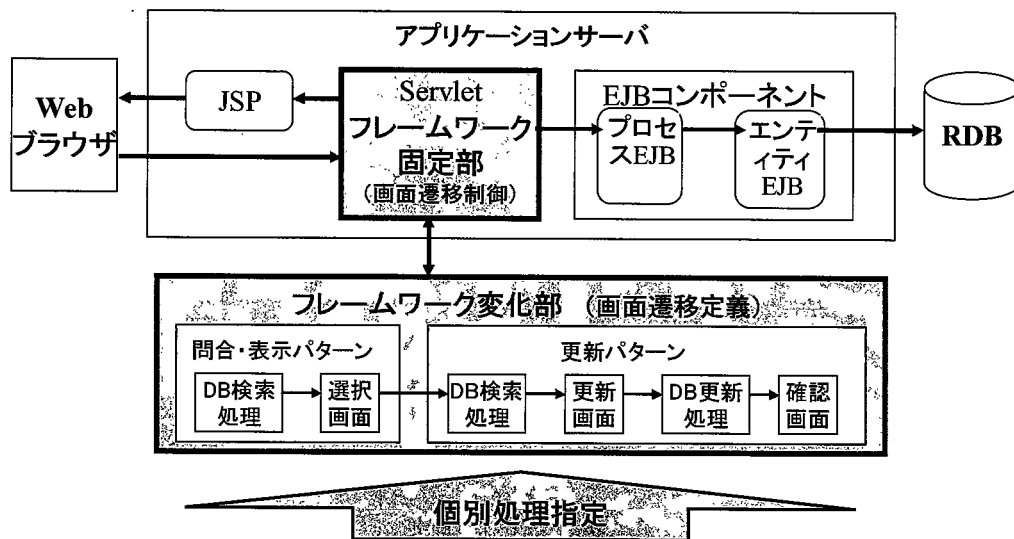 アプリケーションサーバ
Web
ブラウザ
JSP
Servlet
フレームワーク
固定部
(画面遷移制御)
EJBコンポーネント
プロセ
スEJB
エン
ティ
ティ
EJB
RDB
フレームワーク変化部 (画面遷移定義)
問合・表示パターン
DB検索
処理
選択
画面
更新パターン
DB検索
処理
更新
画面
DB更新
処理
確認
画面
個別処理指定